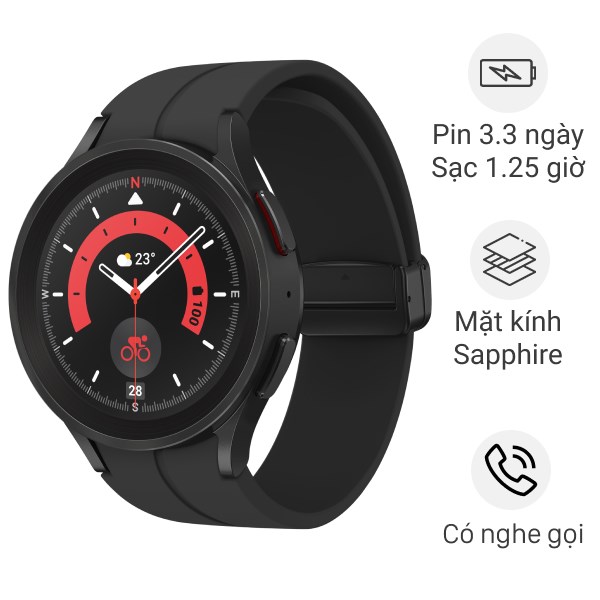 Pin 3.3 ngày
Sạc 1.25 giờ
Mặt kính
Sapphire
Có nghe gọi
N
23°
W
E
100
28
S